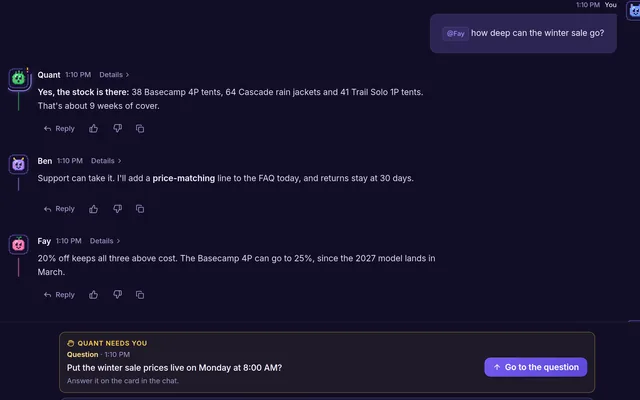 1:10 PM You
@Fay how deep can the winter sale go?
Quant 1:10 PM Details >
Yes, the stock is there: 38 Basecamp 4P tents, 64 Cascade rain jackets and 41 Trail Solo 1P tents.
That's about 9 weeks of cover.
Reply
Ben 1:10 PM Details >
Support can take it. I'll add a price-matching line to the FAQ today, and returns stay at 30 days.
Reply
Fay 1:10 PM Details >
20% off keeps all three above cost. The Basecamp 4P can go to 25%, since the 2027 model lands in
March.
Reply
QUANT NEEDS YOU
Question · 1:10 PM
Put the winter sale prices live on Monday at 8:00 AM?
Go to the question
Answer it on the card in the chat.